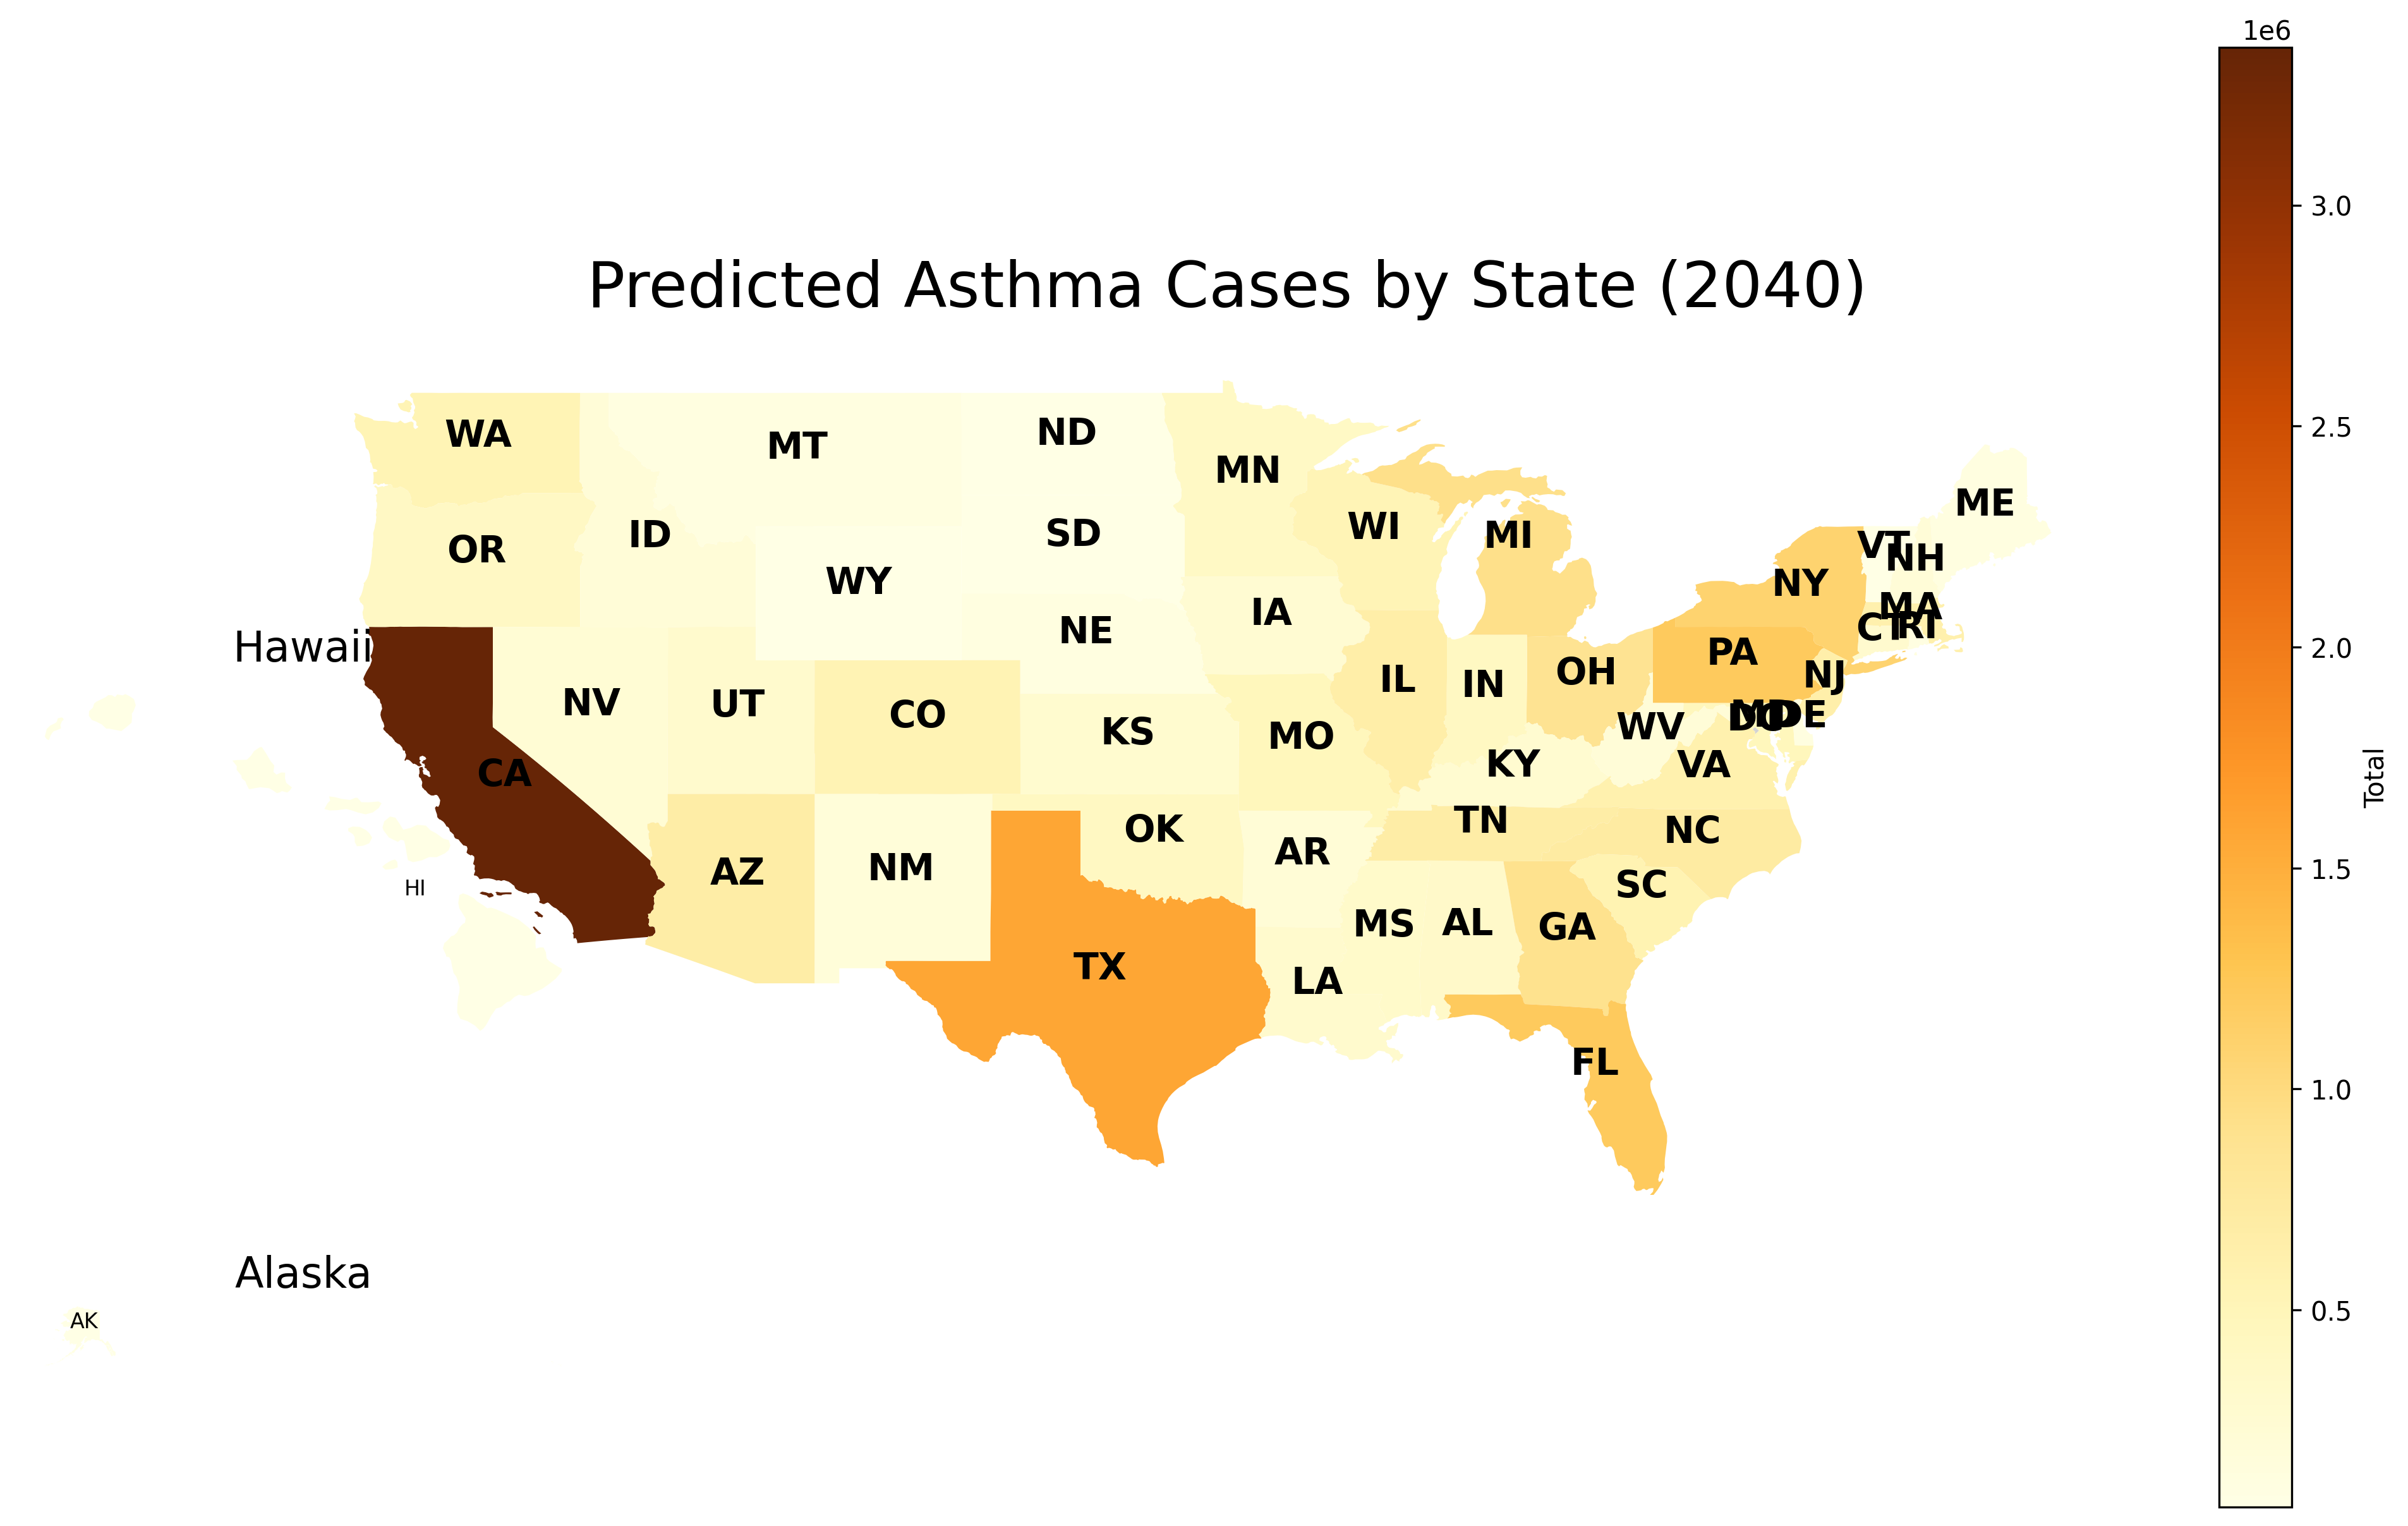 1e6
Predicted Asthma Cases by State (2040)
3.0
2.5
2.0
1.5
1.0
0.5
Total
WA
MT
ND
MN
OR
ID
SD
WI
MI
ME
VT
NH
WY
NY
MA
IA
CT
RI
NE
Hawaii
PA
NV
UT
CO
KS
MO
IL
IN
OH
NJ
WV
DC
MD
DE
KY
VA
CA
AZ
NM
OK
AR
TN
NC
SC
HI
TX
LA
MS
AL
GA
FL
Alaska
AK